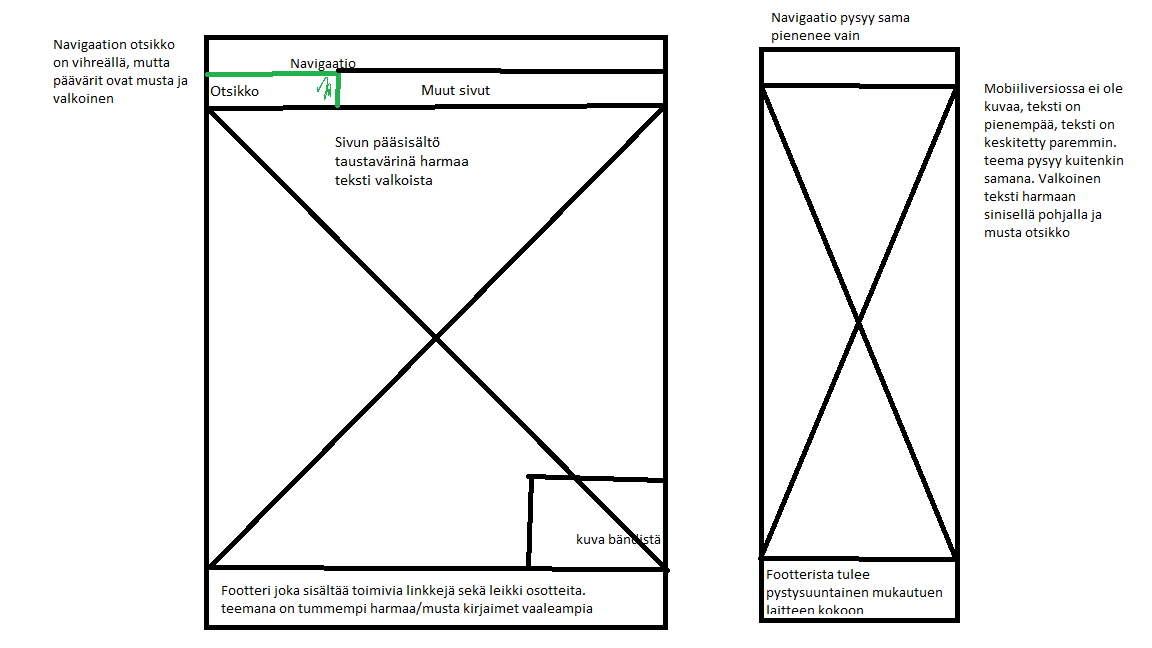 Navigaation otsikko
on vihreällä, mutta
päävärit ovat musta ja
valkoinen
Navigaatio
Otsikko
Muut sivut
Sivun pääsisältö
taustavärinä harmaa
teksti valkoista
kuva bändistä
Footteri joka sisältää toimivia linkkejä sekä leikki osotteita.
teemana on tummempi harmaa/musta kirjaimet vaaleampia
Navigaatio pysyy sama
pienenee vain
Mobiiliversiossa ei ole
kuvaa, teksti on
pienempää, teksti on
keskitetty paremmin.
teema pysyy kuitenkin
samana. Valkoinen
teksti harmaan
sinisellä pohjalla ja
musta otsikko
Footterista tulee
pystysuuntainen mukautuen
laitteen kokoon